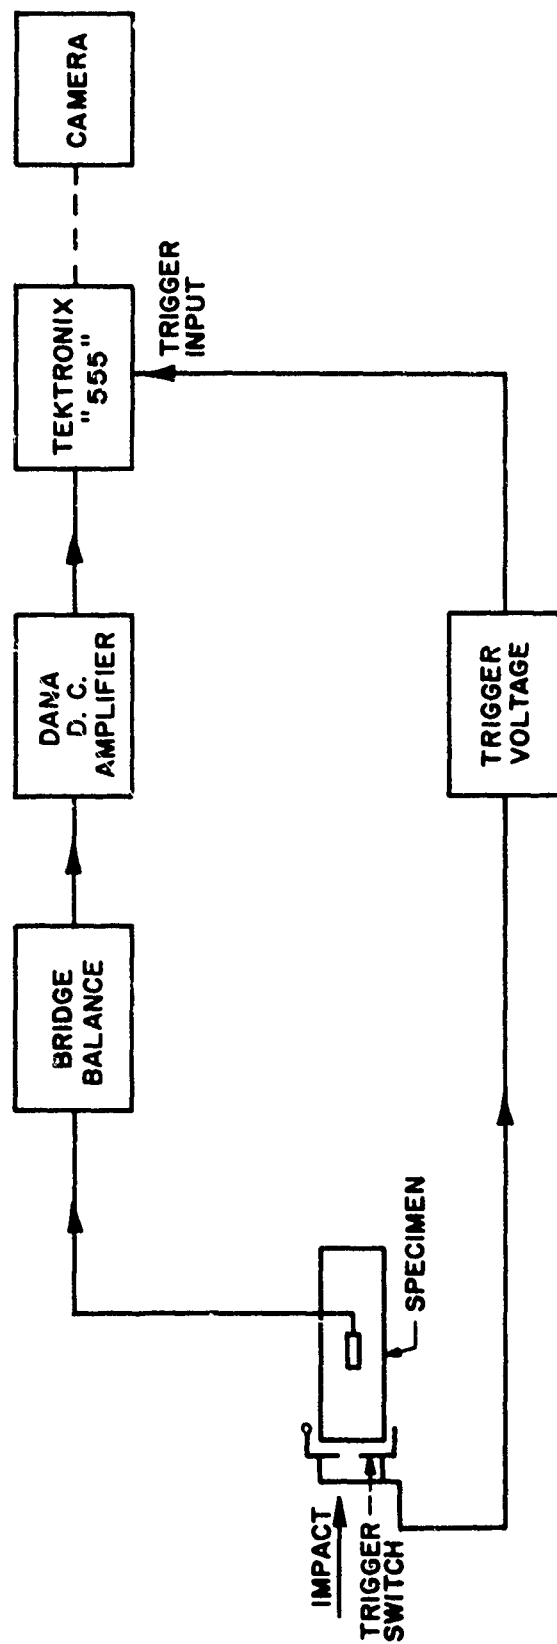 IMPACT
TRIGGER
SWITCH
SPECIMEN
BRIDGE
BALANCE
DANA
D. C.
AMPLIFIER
TEKTRONIX
"555"
CAMERA
TRIGGER
INPUT
TRIGGER
VOLTAGE